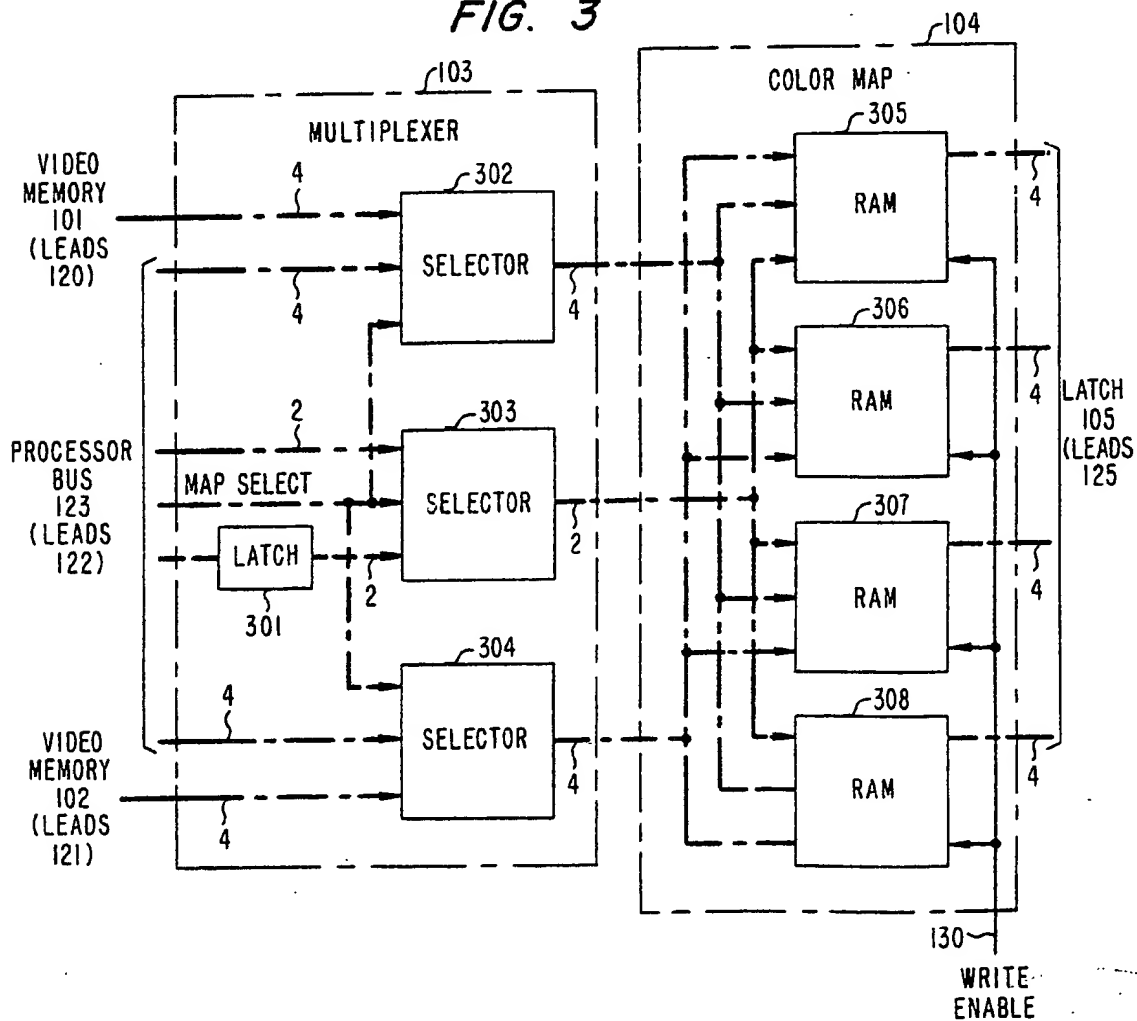 FIG. 3
103
MULTIPLEXER
104
COLOR MAP
VIDEO
MEMORY
101
(LEADS
120)
4
4
302
SELECTOR
4
PROCESSOR
BUS
123
(LEADS
122)
2
MAP SELECT
LATCH
301
2
303
SELECTOR
2
VIDEO
MEMORY
102
(LEADS
121)
4
4
304
SELECTOR
4
305
RAM
4
306
RAM
4
307
RAM
4
308
RAM
4
LATCH
105
(LEADS
125
130
WRITE
ENABLE